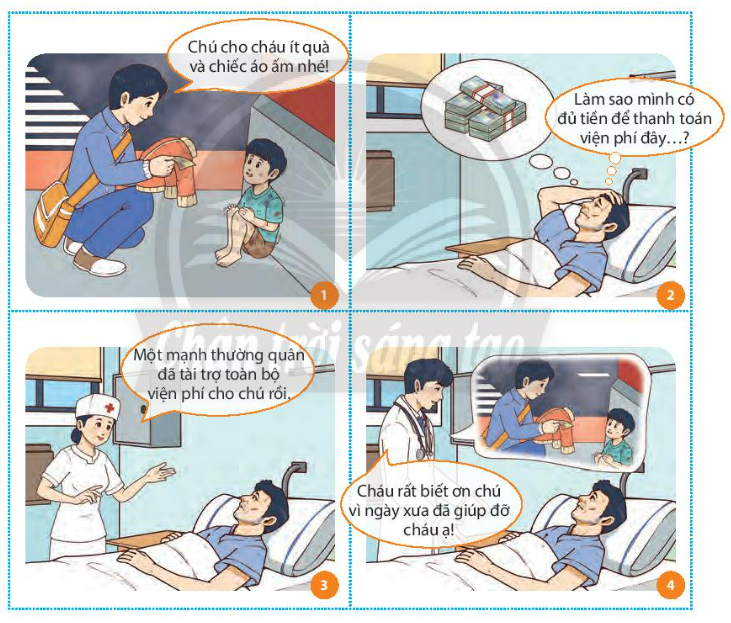 Chú cho cháu ít quà
và chiếc áo ấm nhé!
1
Làm sao mình có
đủ tiền để thanh toán
viện phí đây...?
2
Chân trời sáng tạo
Một mạnh thường quân
đã tài trợ toàn bộ
viện phí cho chú rồi.
3
Cháu rất biết ơn chú
vì ngày xưa đã giúp đỡ
cháu ạ!
4